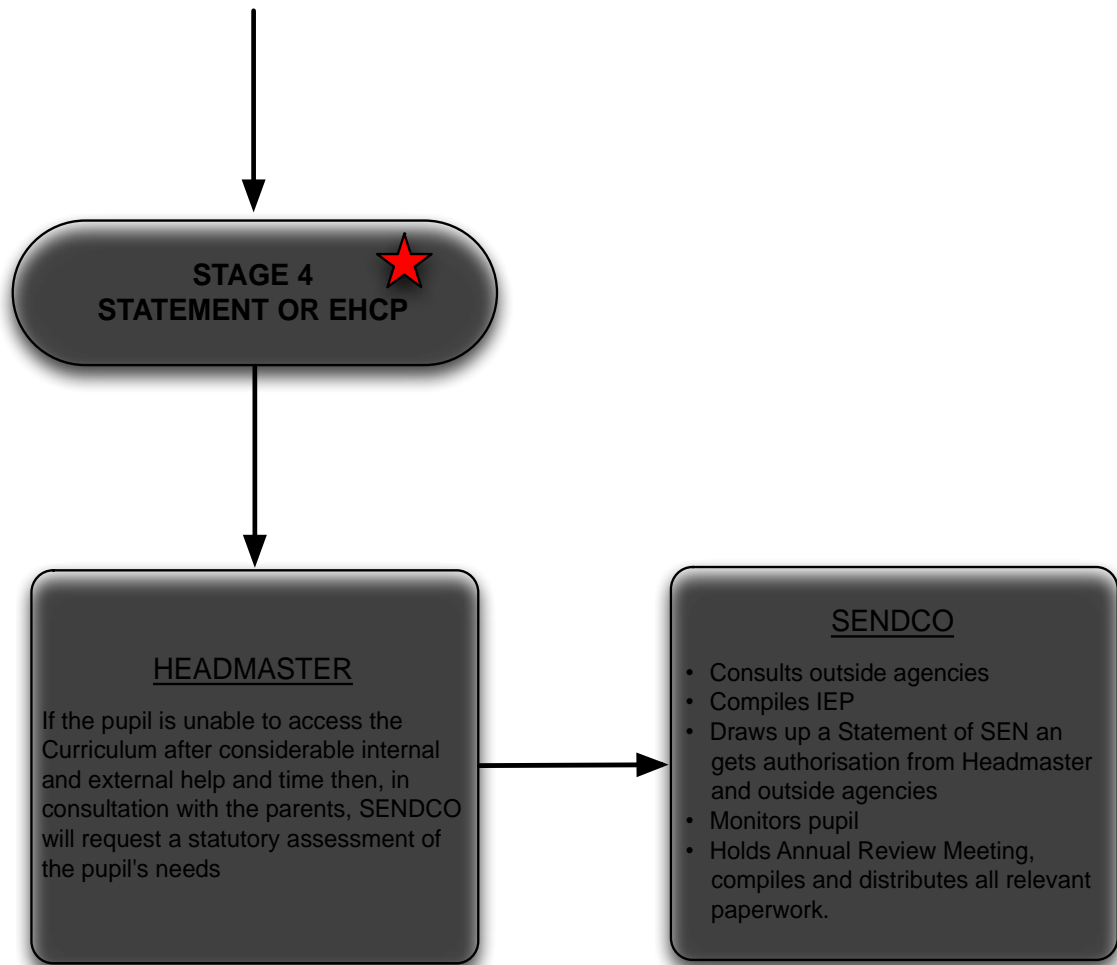 STAGE 4
STATEMENT OR EHCP
HEADMASTER
If the pupil is unable to access the
Curriculum after considerable internal
and external help and time then, in
consultation with the parents, SENDCO
will request a statutory assessment of
the pupil's needs
SENDCO
• Consults outside agencies
• Compiles IEP
• Draws up a Statement of SEN an
gets authorisation from Headmaster
and outside agencies
• Monitors pupil
• Holds Annual Review Meeting,
compiles and distributes all relevant
paperwork.